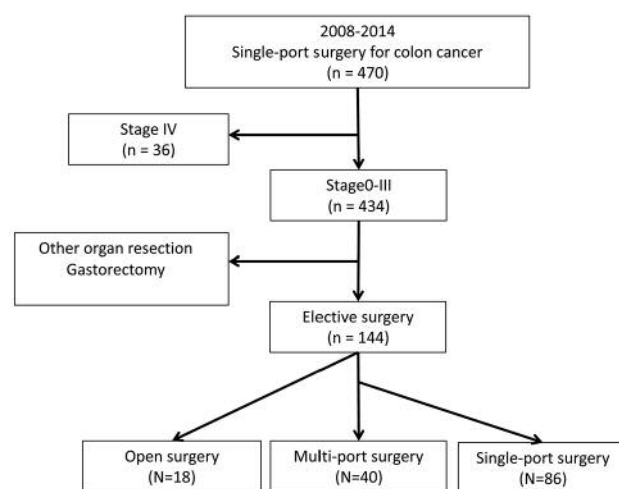 2008-2014
Single-port surgery for colon cancer
(n = 470)
Stage IV
(n = 36)
Stage0-III
(n = 434)
Other organ resection
Gastorectomy
Elective surgery
(n = 144)
Open surgery
(N=18)
Multi-port surgery
(N=40)
Single-port surgery
(N=86)